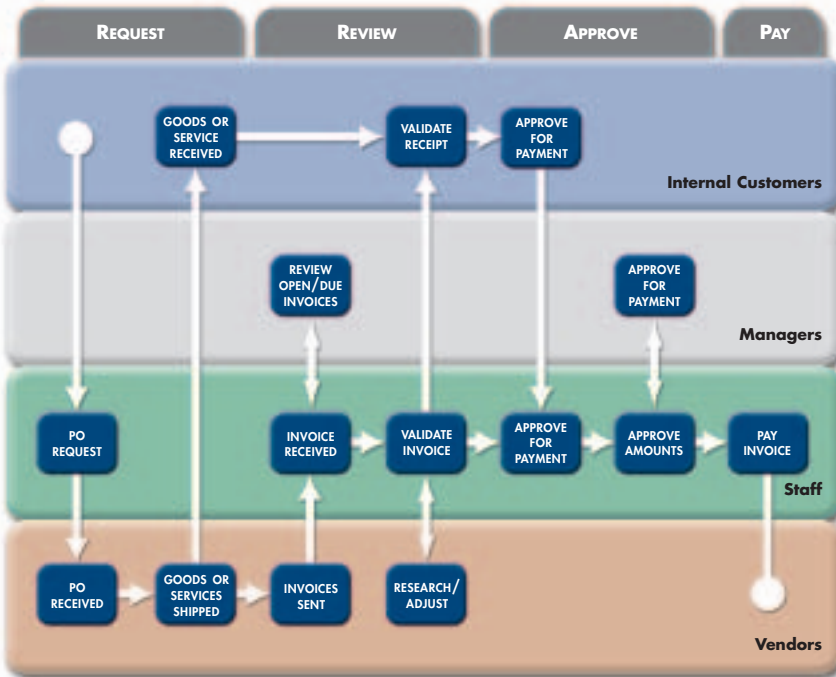 REQUEST
REVIEW
APPROVE
PAY
GOODS OR
SERVICE
RECEIVED
VALIDATE
RECEIPT
APPROVE
FOR
PAYMENT
Internal Customers
REVIEW
OPEN/DUE
INVOICES
APPROVE
FOR
PAYMENT
Managers
PO
REQUEST
INVOICE
RECEIVED
VALIDATE
INVOICE
APPROVE
FOR
PAYMENT
APPROVE
AMOUNTS
PAY
INVOICE
Staff
PO
RECEIVED
GOODS OR
SERVICES
SHIPPED
INVOICES
SENT
RESEARCH/
ADJUST
Vendors